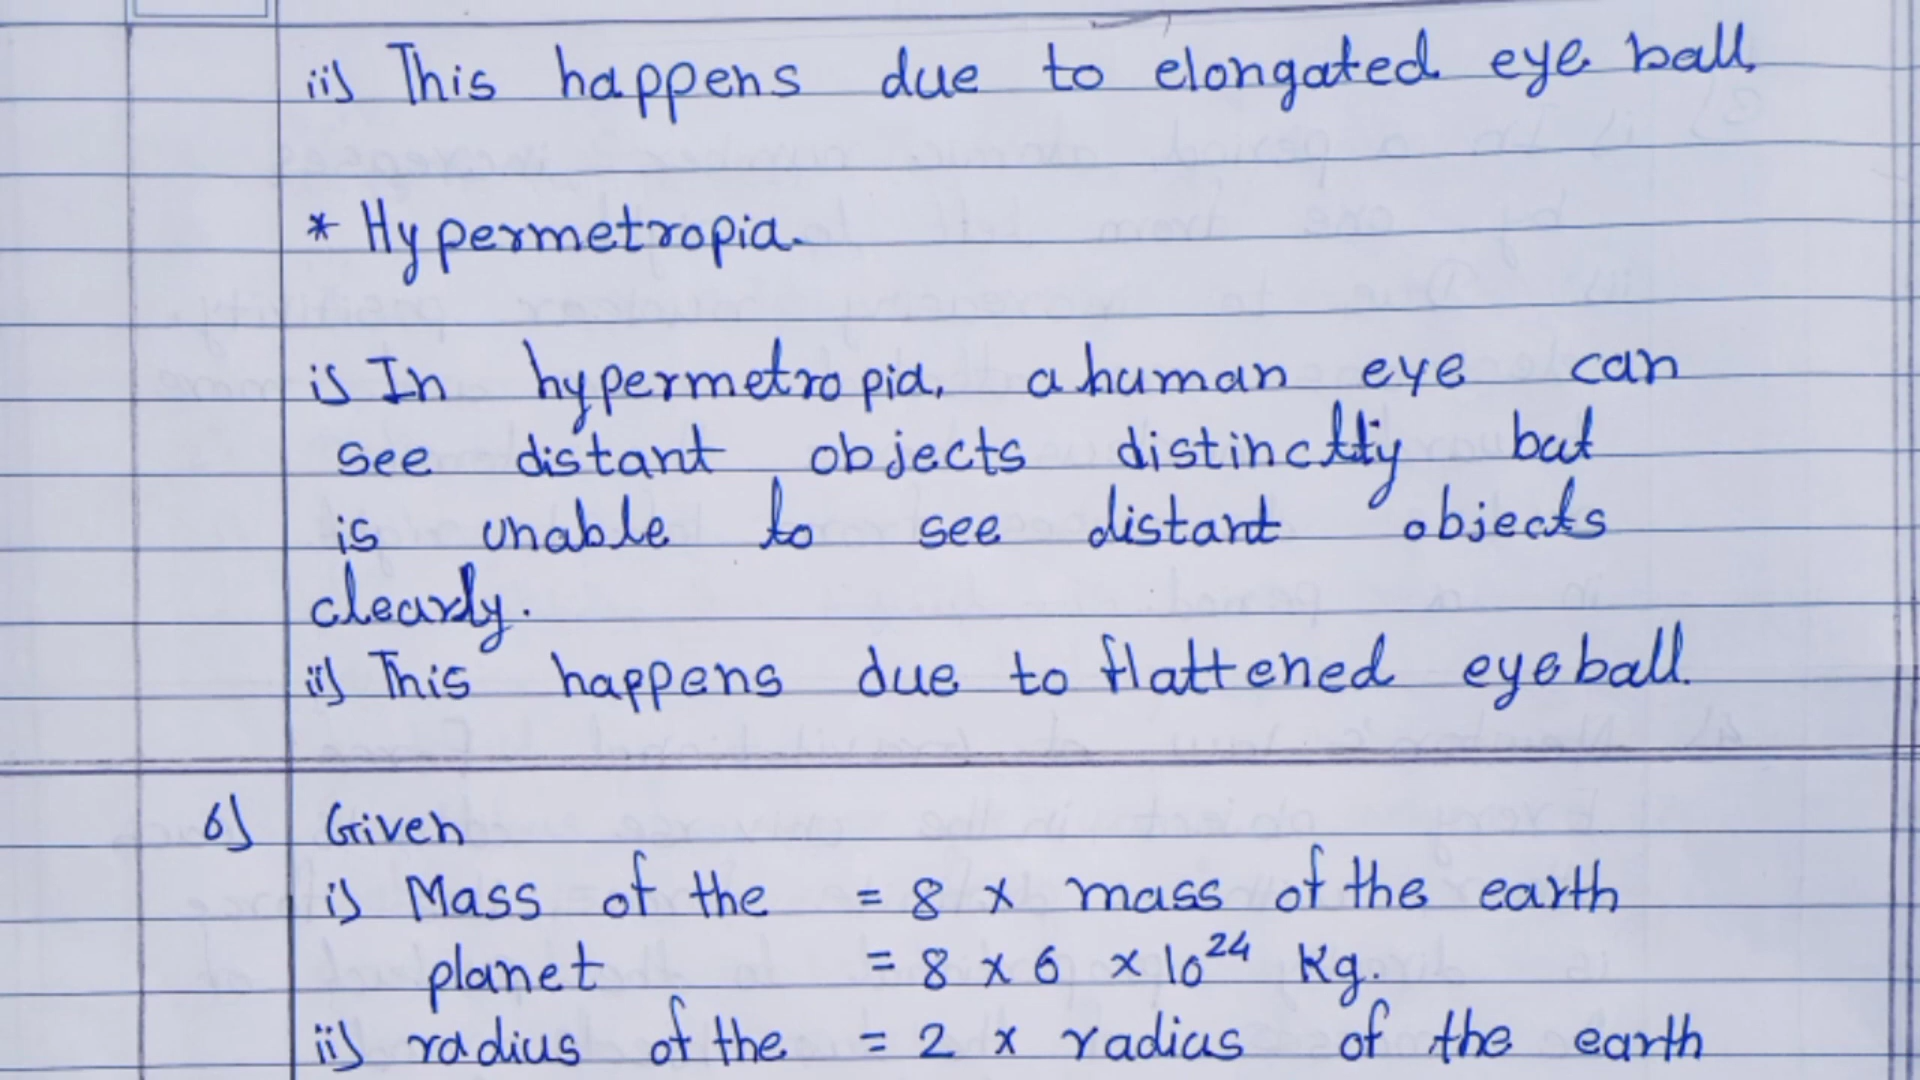 ii) This happens due to elongated eye ball.
* Hypermetropia.
i) In hypermetropia, a human eye can
see distant objects distinctly but
is unable to see distant objects
clearly.
ii) This happens due to flattened eyeball.
6) Given
i) Mass of the = 8 × mass of the earth
planet = 8 × 6 × 10²⁴ Kg.
ii) radius of the = 2 × radius of the earth